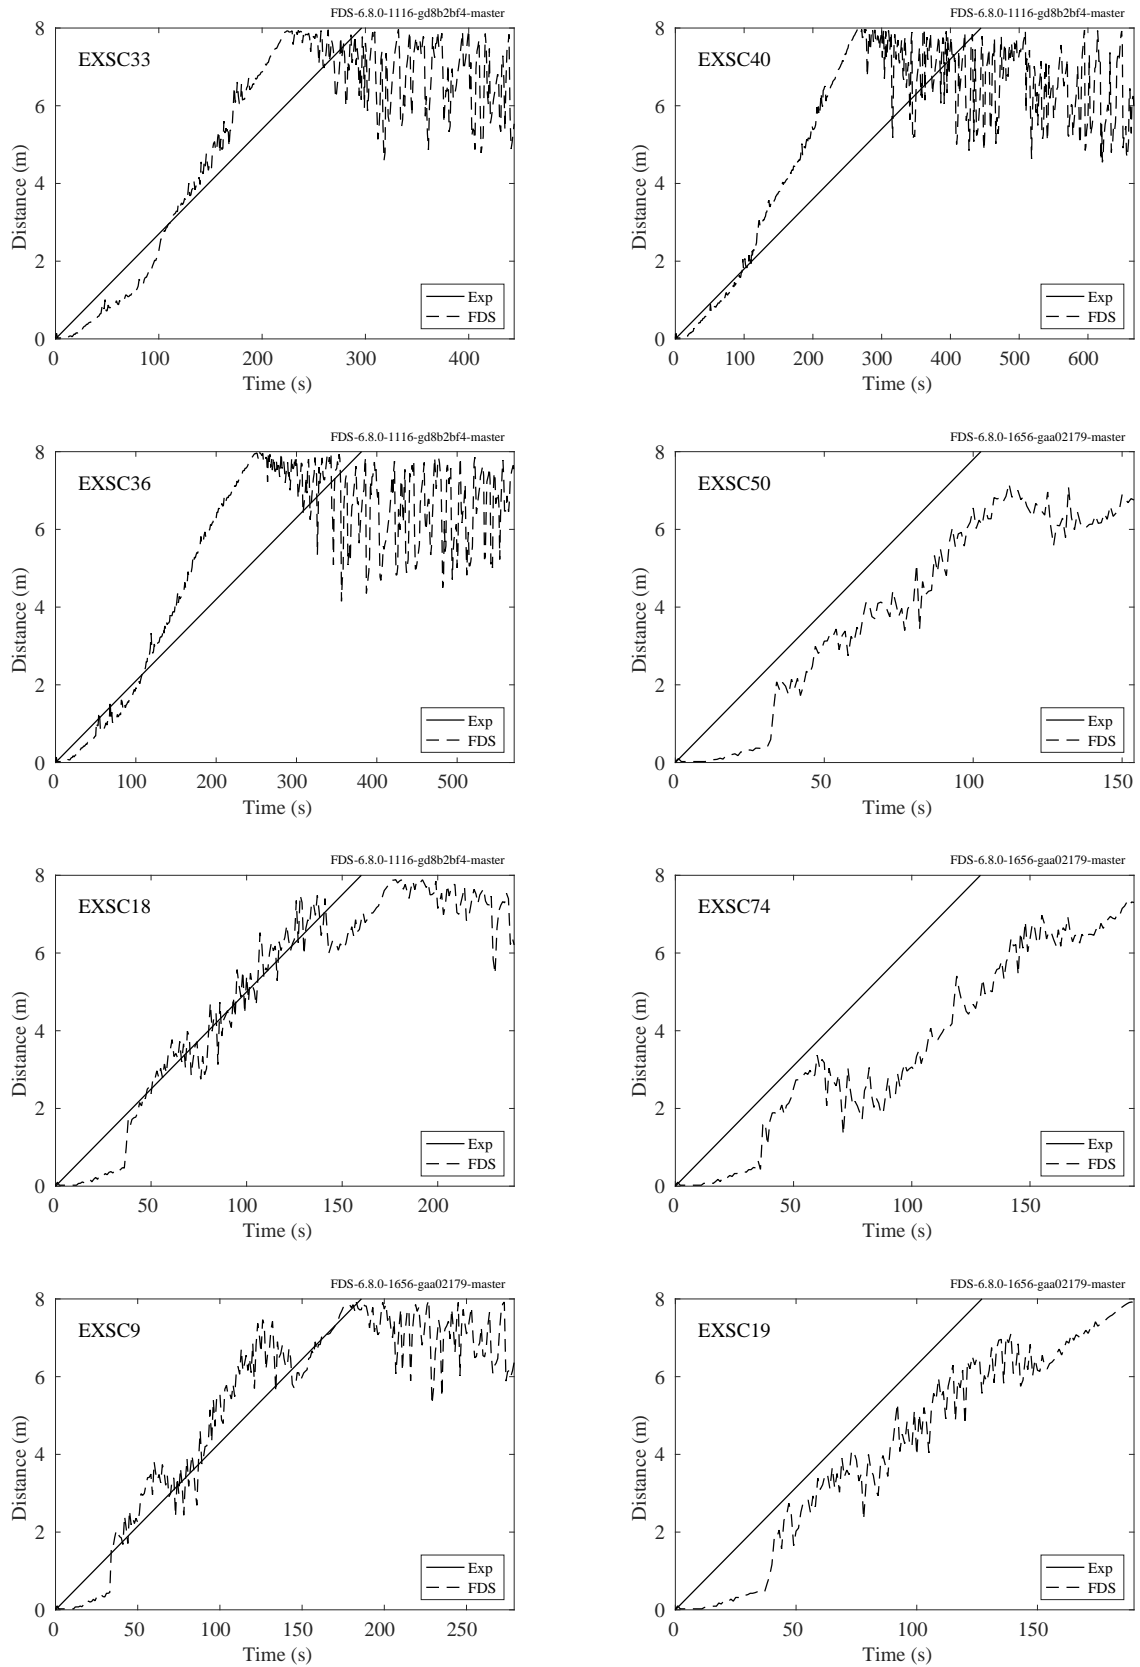 FDS-6.8.0-1116-gd8b2bf4-master
EXSC33
8
6
4
2
0
Distance (m)
0 100 200 300 400
Time (s)
Exp
FDS
FDS-6.8.0-1116-gd8b2bf4-master
EXSC40
8
6
4
2
0
Distance (m)
0 100 200 300 400 500 600
Time (s)
Exp
FDS
FDS-6.8.0-1116-gd8b2bf4-master
EXSC36
8
6
4
2
0
Distance (m)
0 100 200 300 400 500
Time (s)
Exp
FDS
FDS-6.8.0-1656-gaa02179-master
EXSC50
8
6
4
2
0
Distance (m)
0 50 100 150
Time (s)
Exp
FDS
FDS-6.8.0-1116-gd8b2bf4-master
EXSC18
8
6
4
2
0
Distance (m)
0 50 100 150 200
Time (s)
Exp
FDS
FDS-6.8.0-1656-gaa02179-master
EXSC74
8
6
4
2
0
Distance (m)
0 50 100 150
Time (s)
Exp
FDS
FDS-6.8.0-1656-gaa02179-master
EXSC9
8
6
4
2
0
Distance (m)
0 50 100 150 200 250
Time (s)
Exp
FDS
FDS-6.8.0-1656-gaa02179-master
EXSC19
8
6
4
2
0
Distance (m)
0 50 100 150
Time (s)
Exp
FDS